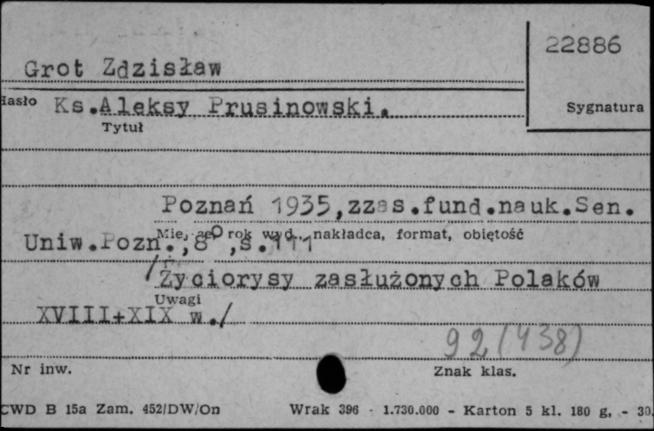 22886
Grot Zdzisław
Hasło Ks.Aleksy Prusinowski.
Sygnatura
Tytuł
Poznań 1935,zzas.fund.nauk.Sen.
Miejsce, rok wyd., nakładca, format, objętość
Uniw.Pozn.,8°,s.111
/Życiorysy zasłużonych Polaków
Uwagi
XVIII+XIX w./
92(438)
Nr inw.
Znak klas.
CWD B 15a Zam. 452/DW/On Wrak 396 - 1.730.000 - Karton 5 kl. 180 g, - 30.